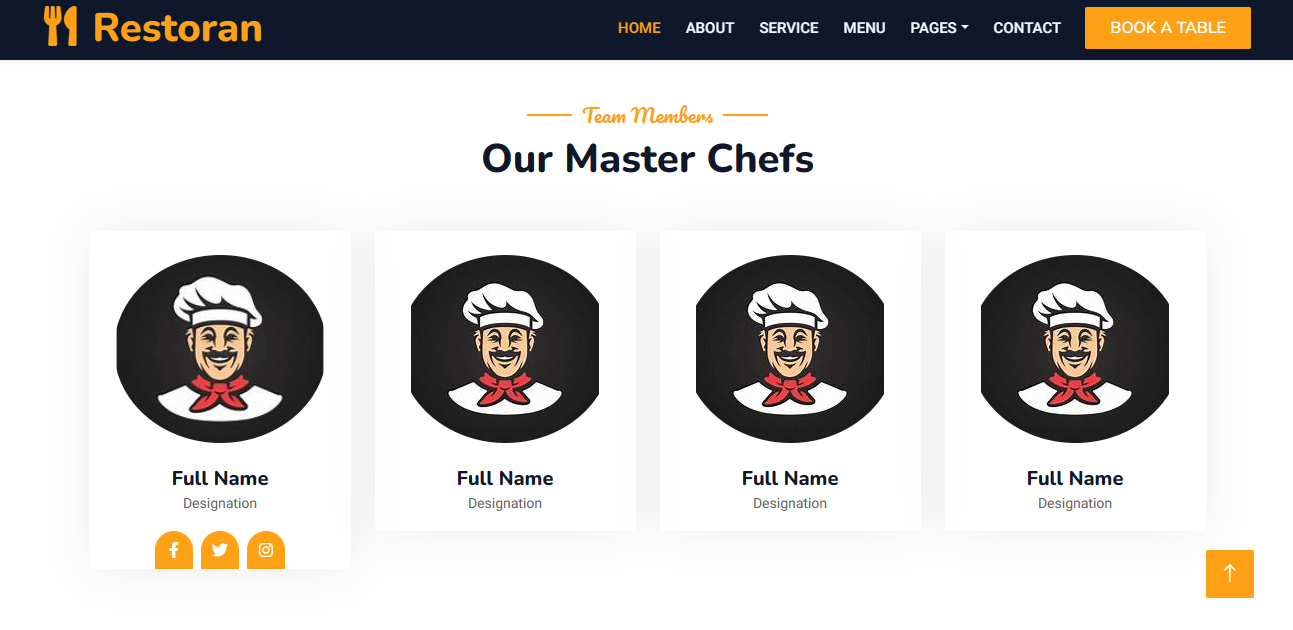 Restoran
HOME ABOUT SERVICE MENU PAGES CONTACT BOOK A TABLE
Team Members
Our Master Chefs
Full Name Full Name Full Name Full Name
Designation Designation Designation Designation